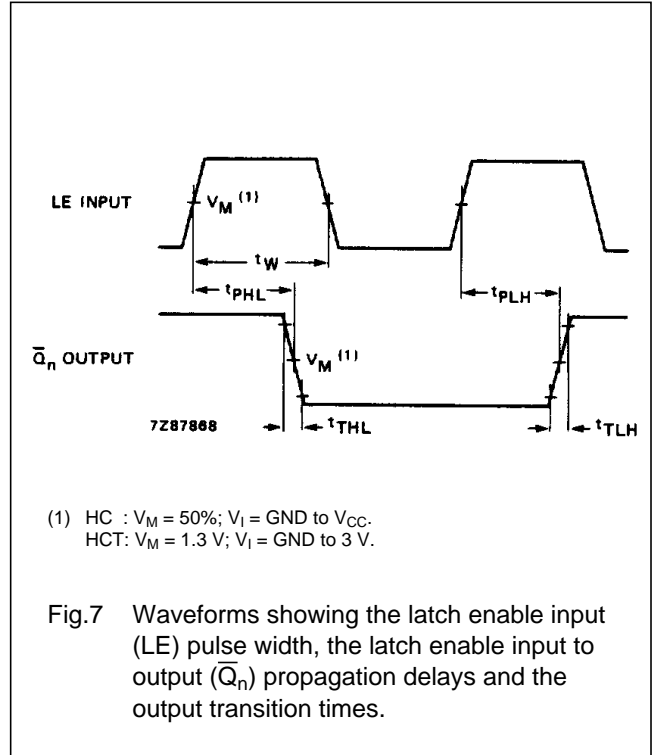 LE INPUT
V_M (1)
t_W
t_PHL
t_PLH
Q̅_n OUTPUT
V_M (1)
7Z87868
t_THL
t_TLH
(1) HC : V_M = 50%; V_I = GND to V_CC.
HCT: V_M = 1.3 V; V_I = GND to 3 V.
Fig.7 Waveforms showing the latch enable input
(LE) pulse width, the latch enable input to
output (Q̅_n) propagation delays and the
output transition times.